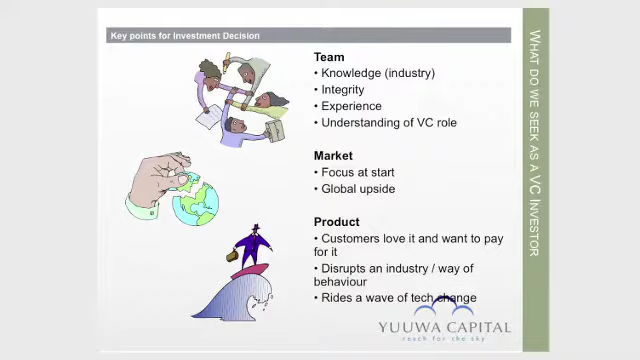 Key points for Investment Decision
WHAT DO WE SEEK AS A VC INVESTOR
Team
• Knowledge (industry)
• Integrity
• Experience
• Understanding of VC role
Market
• Focus at start
• Global upside
Product
• Customers love it and want to pay
for it
• Disrupts an industry / way of
behaviour
• Rides a wave of tech change
YUUWA CAPITAL
reach for the sky